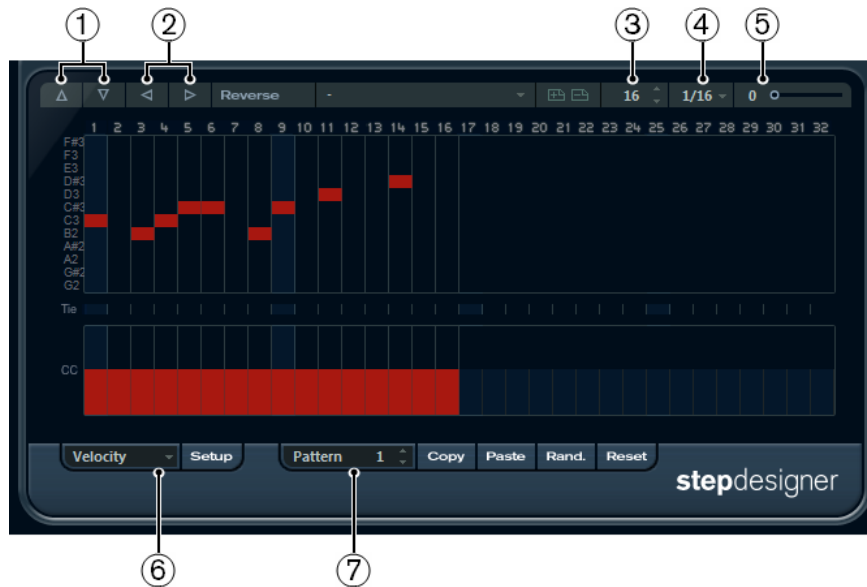 1 2 3 4 5
Reverse - 16 1/16 0
1 2 3 4 5 6 7 8 9 10 11 12 13 14 15 16 17 18 19 20 21 22 23 24 25 26 27 28 29 30 31 32
F#3
F3
E3
D#3
D3
C#3
C3
B2
A#2
A2
G#2
G2
Tie
CC
Velocity Setup Pattern 1 Copy Paste Rand. Reset
stepdesigner
6 7